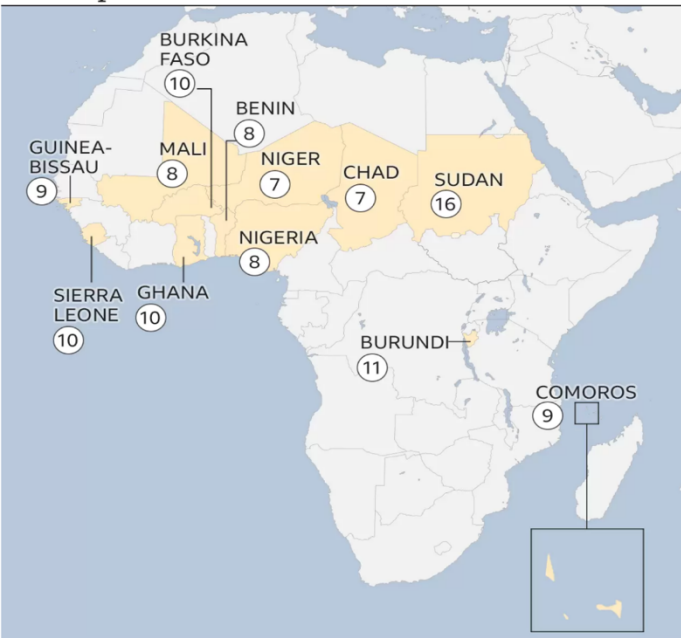 BURKINA
FASO
10
BENIN
8
GUINEA-
BISSAU
9
MALI
8
NIGER
7
CHAD
7
SUDAN
16
NIGERIA
8
SIERRA
LEONE
10
GHANA
10
BURUNDI
11
COMOROS
9